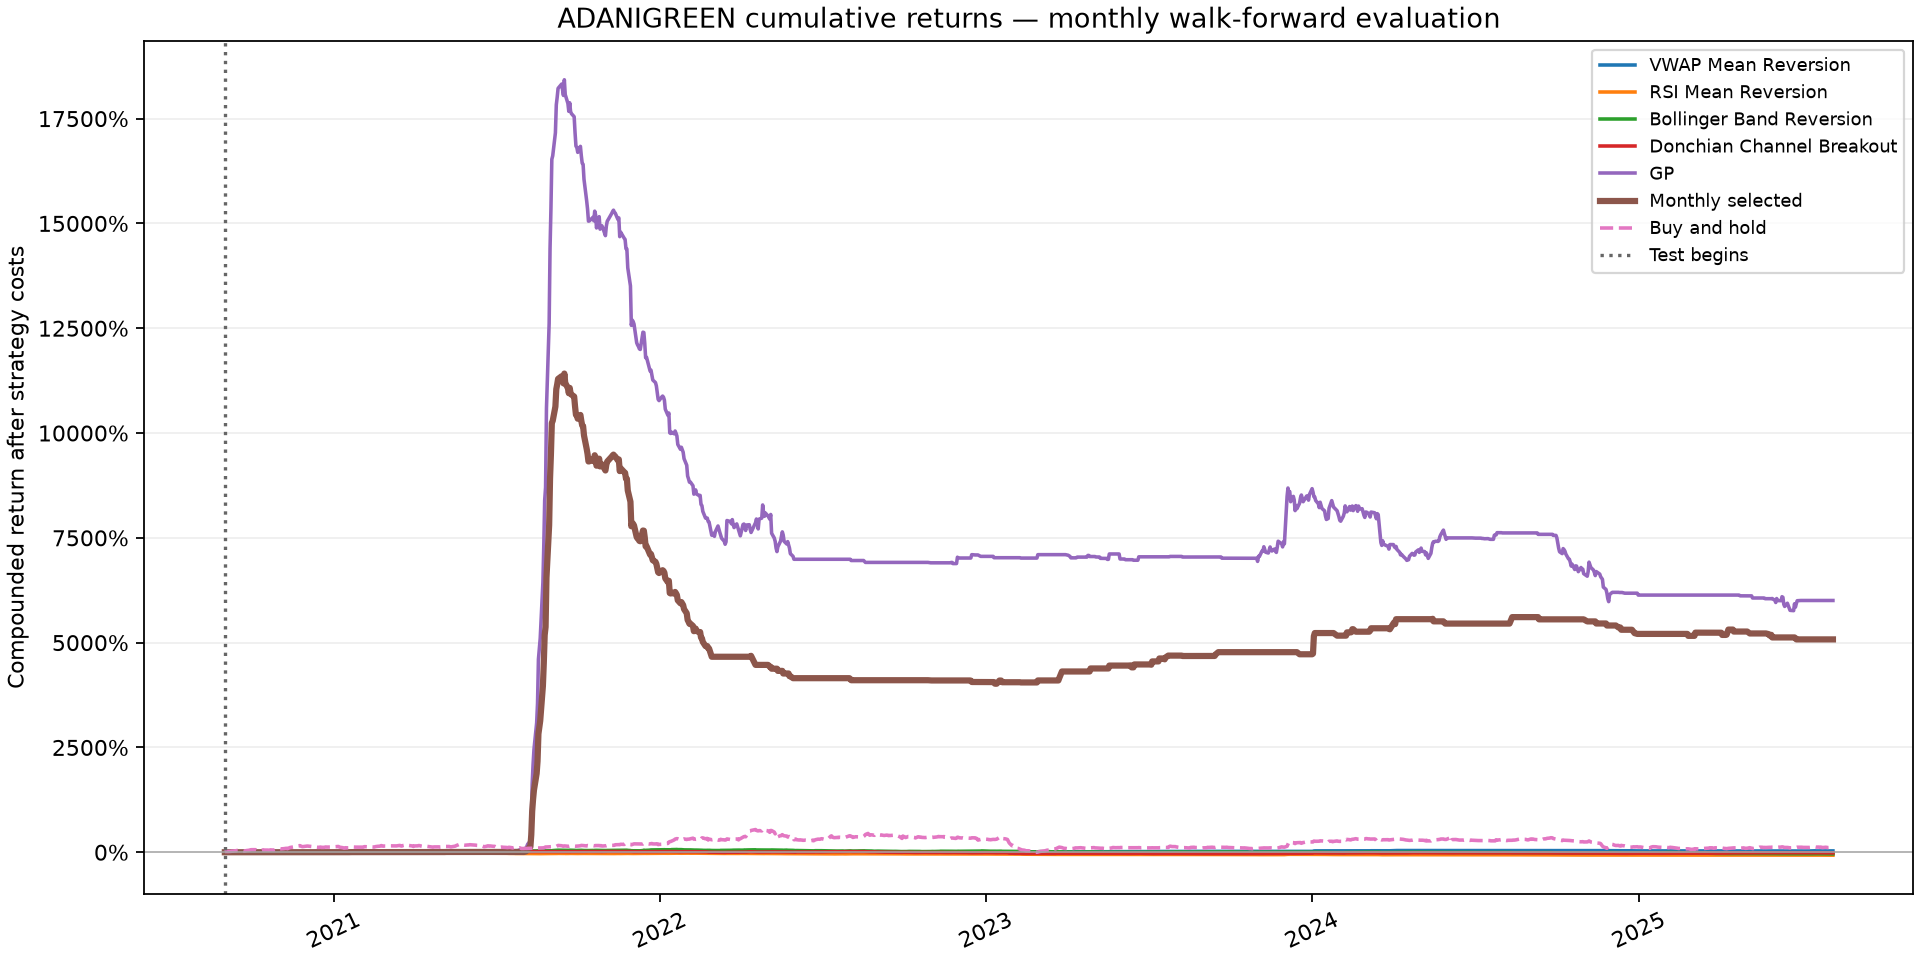 ADANIGREEN cumulative returns — monthly walk-forward evaluation
Compounded return after strategy costs
17500%
15000%
12500%
10000%
7500%
5000%
2500%
0%
2021
2022
2023
2024
2025
VWAP Mean Reversion
RSI Mean Reversion
Bollinger Band Reversion
Donchian Channel Breakout
GP
Monthly selected
Buy and hold
Test begins